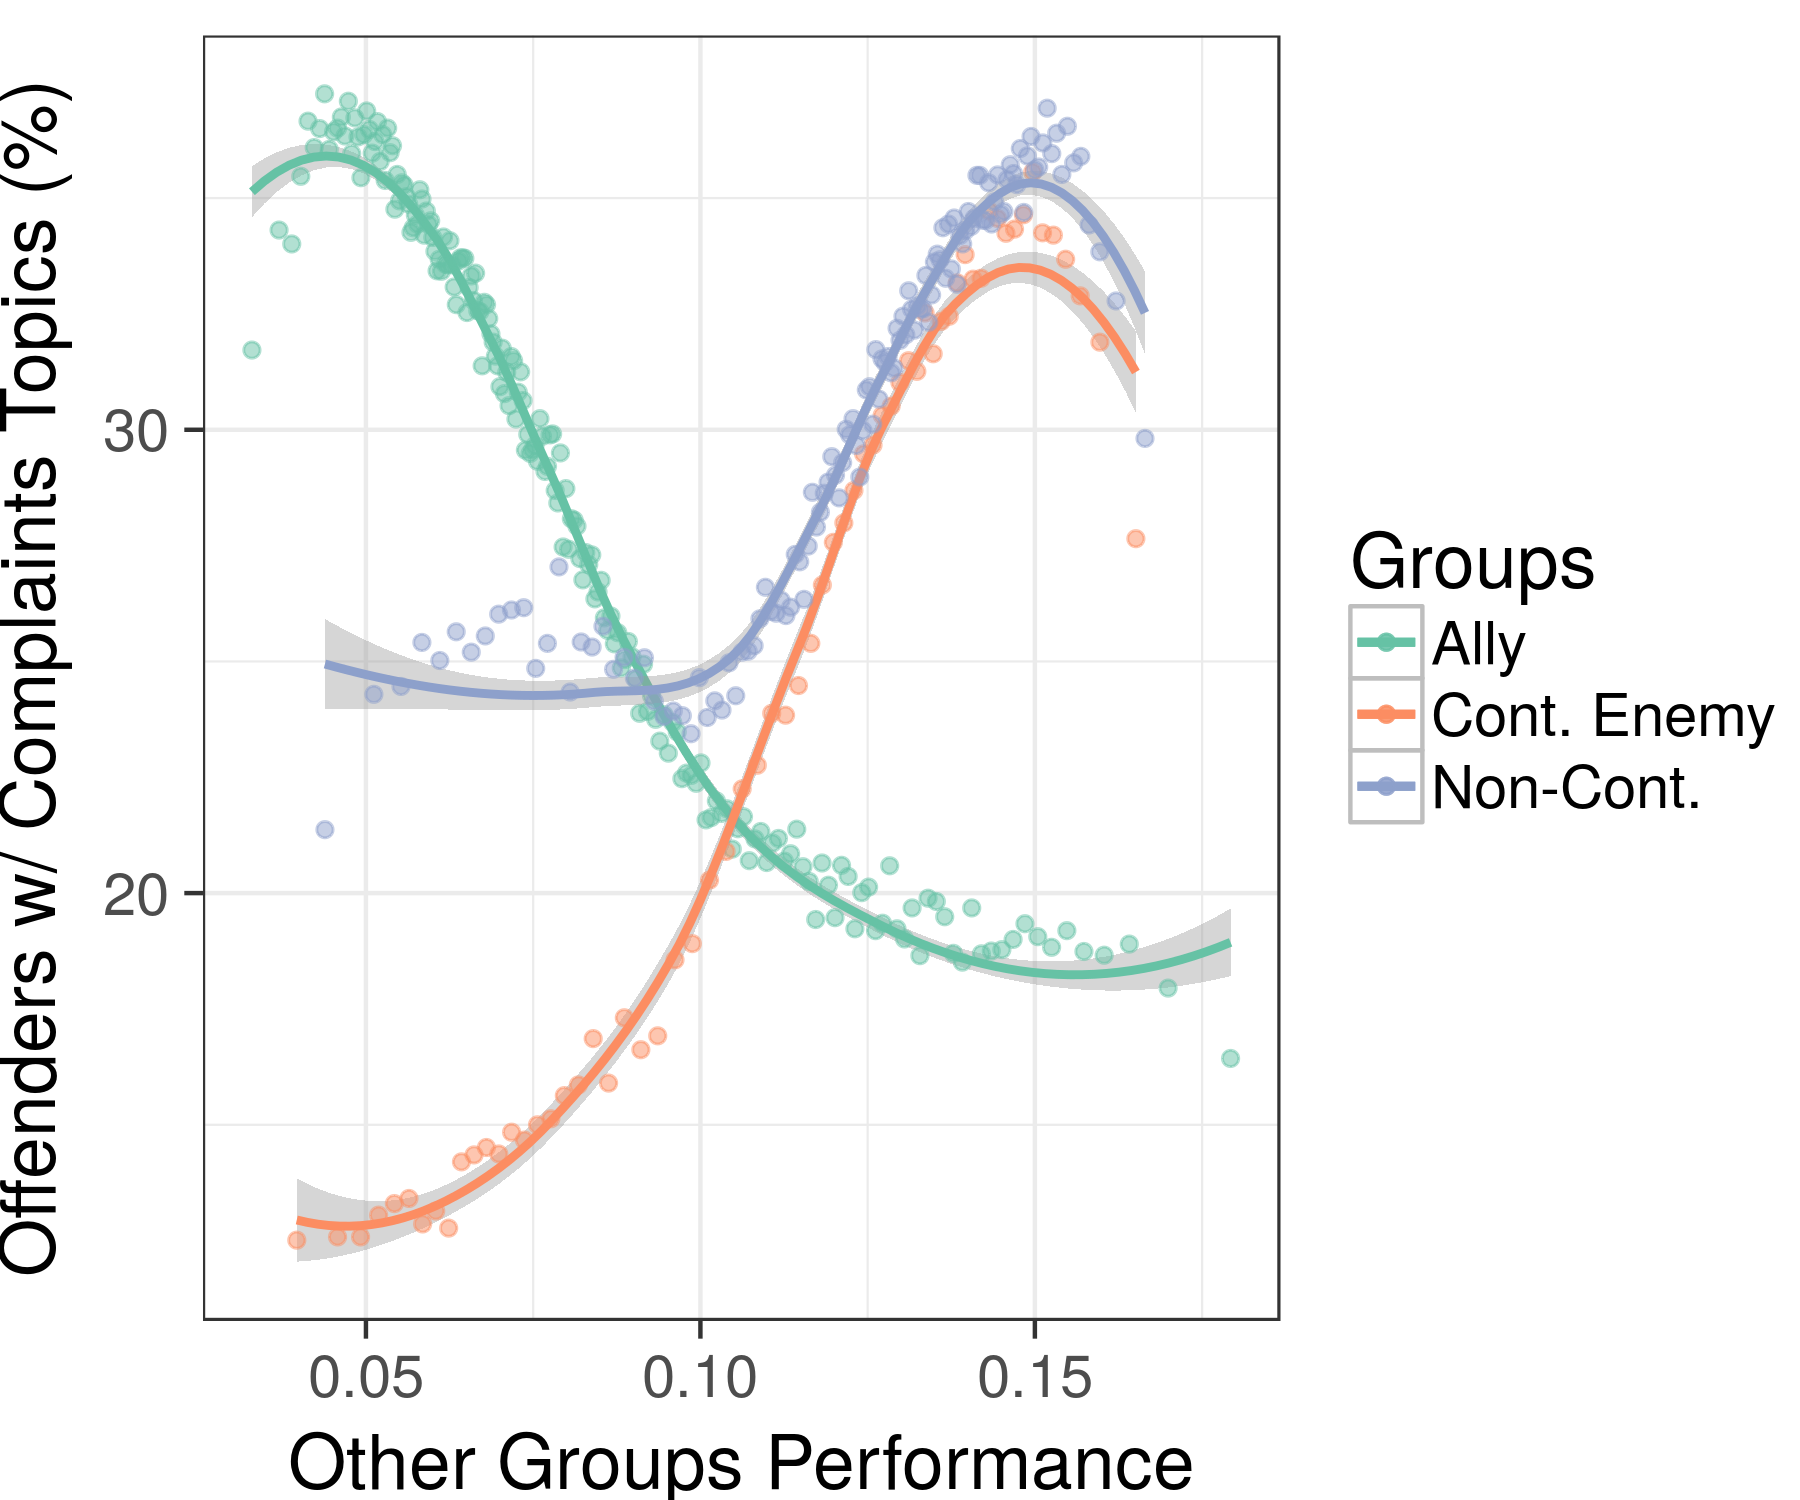 Offenders w/ Complaints Topics (%)
30
20
0.05 0.10 0.15
Other Groups Performance
Groups
Ally
Cont. Enemy
Non-Cont.